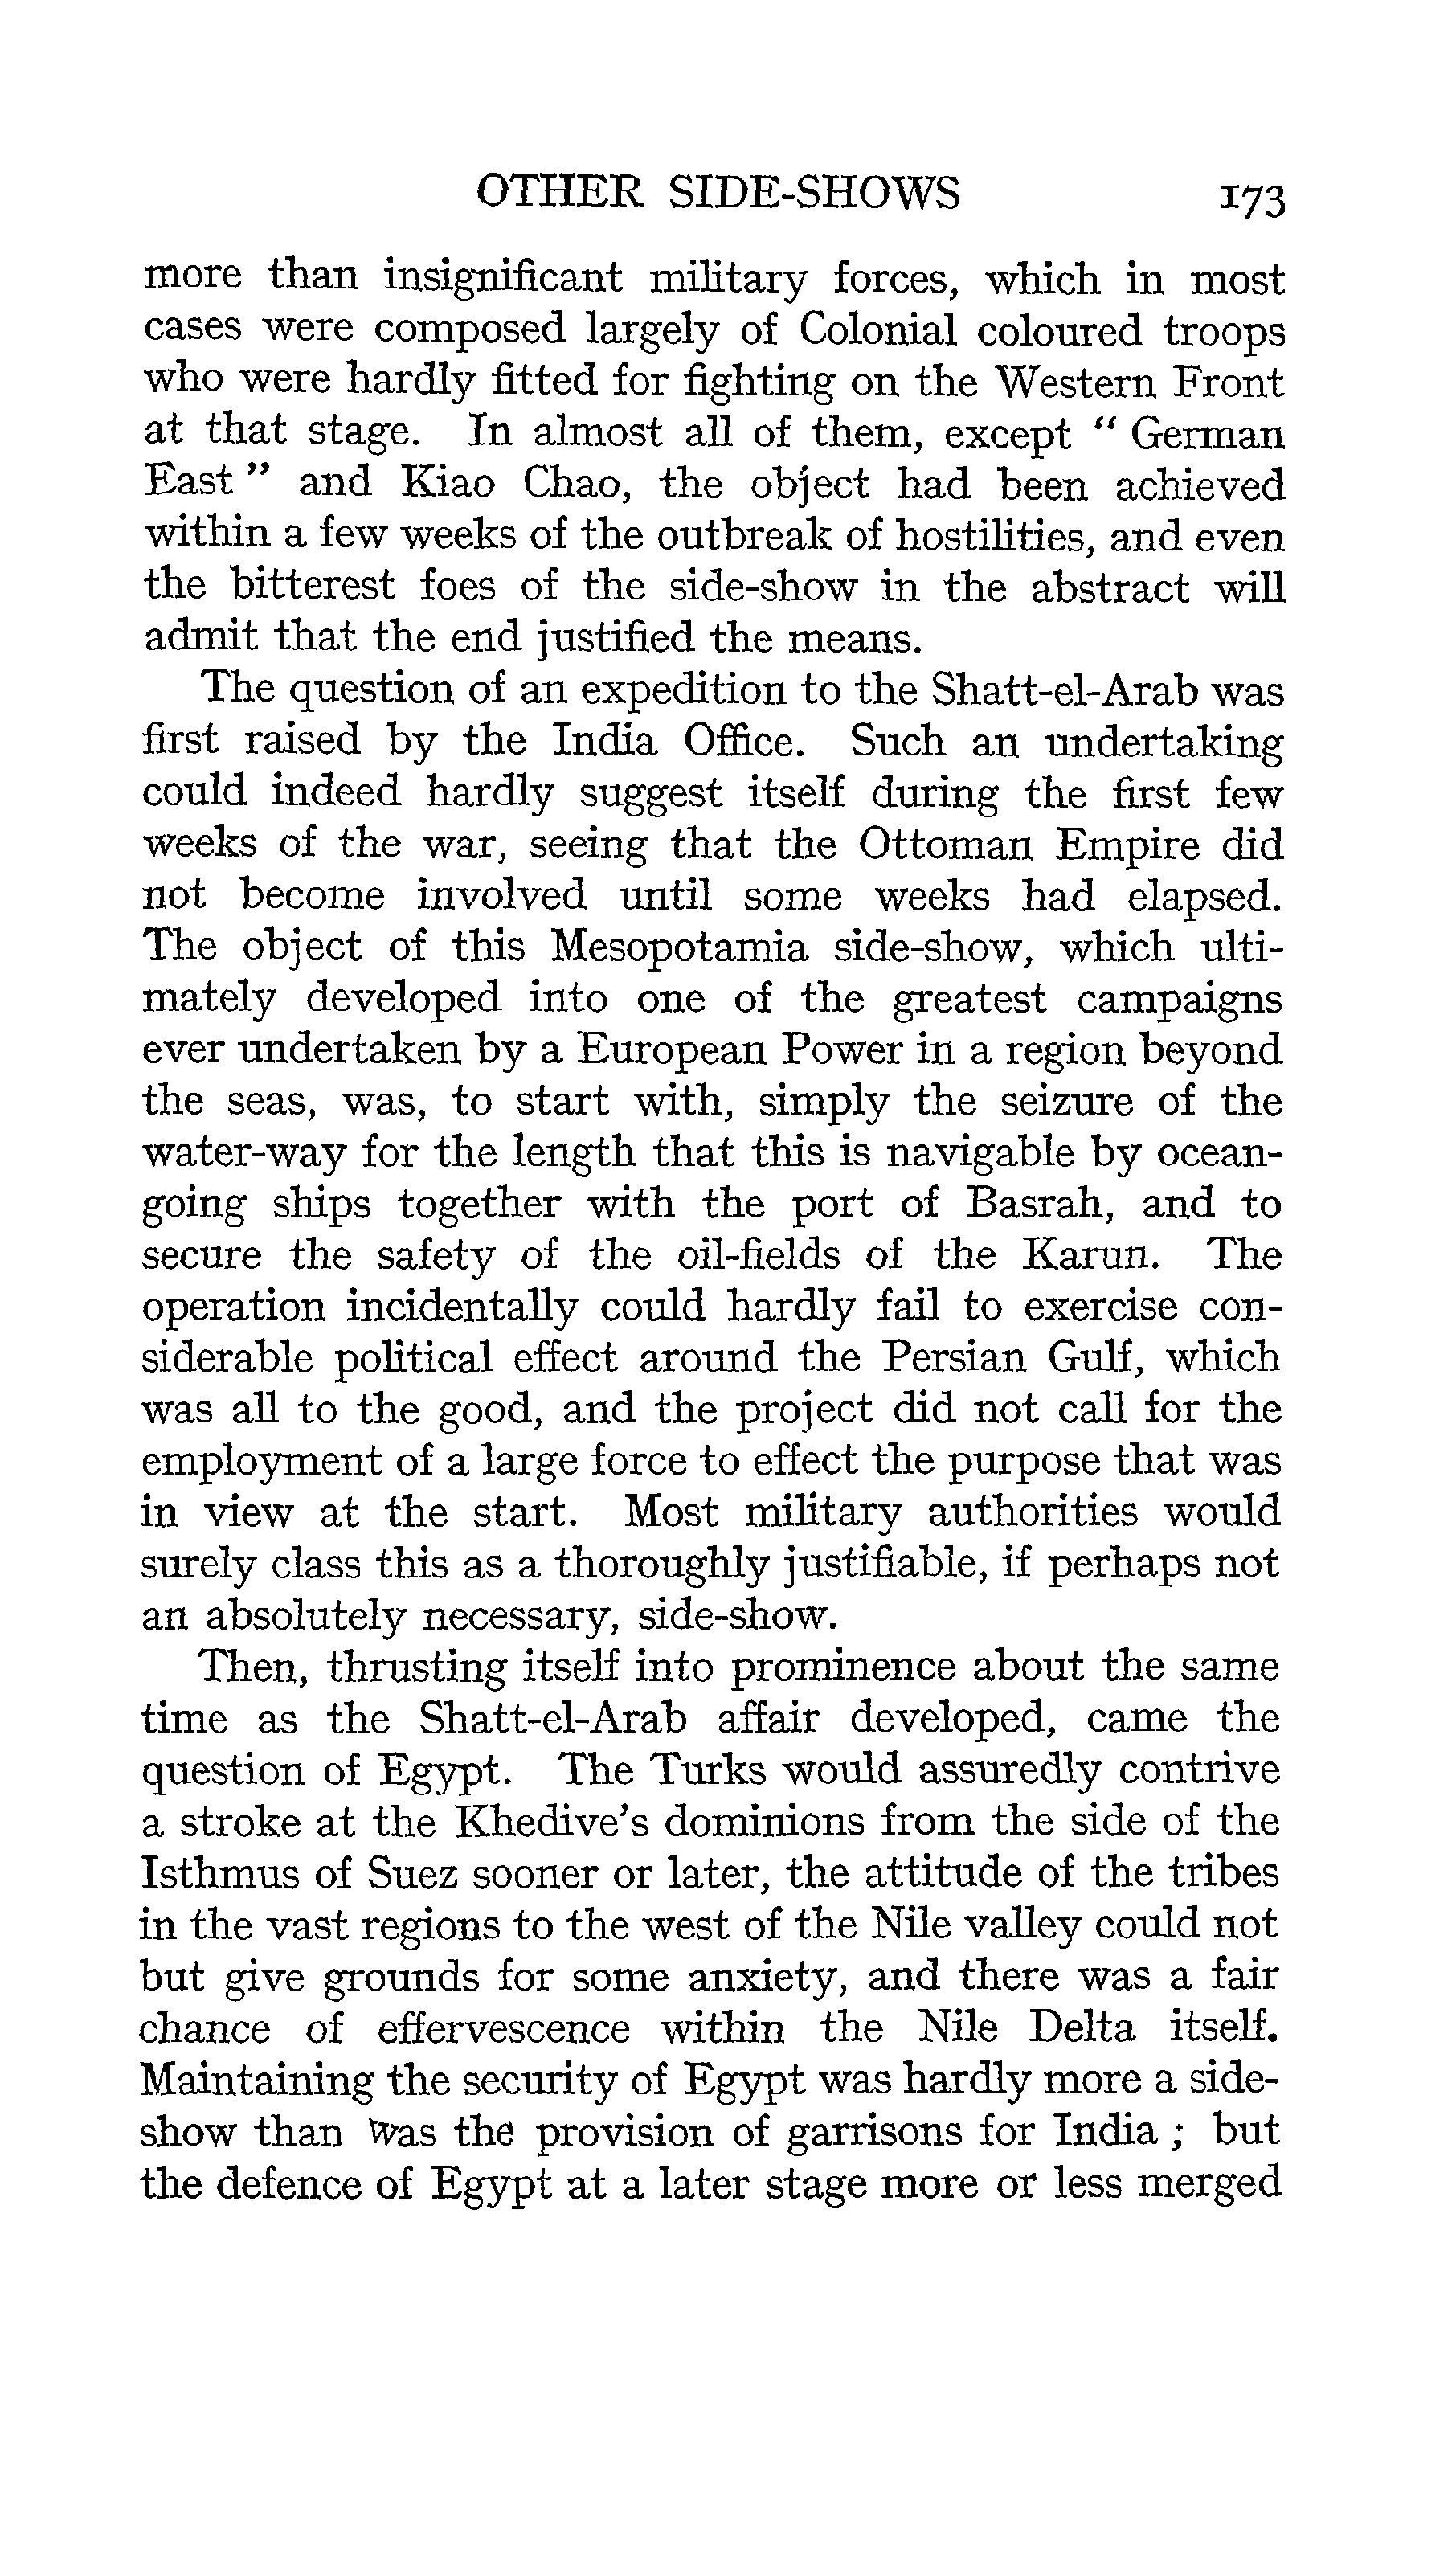 OTHER SIDE-SHOWS 173
more than insignificant military forces, which in most
cases were composed largely of Colonial coloured troops
who were hardly fitted for fighting on the Western Front
at that stage. In almost all of them, except " German
East " and Kiao Chao, the object had been achieved
within a few weeks of the outbreak of hostilities, and even
the bitterest foes of the side-show in the abstract will
admit that the end justified the means.
The question of an expedition to the Shatt-el-Arab was
first raised by the India Office. Such an undertaking
could indeed hardly suggest itself during the first few
weeks of the war, seeing that the Ottoman Empire did
not become involved until some weeks had elapsed.
The object of this Mesopotamia side-show, which ulti-
mately developed into one of the greatest campaigns
ever undertaken by a European Power in a region beyond
the seas, was, to start with, simply the seizure of the
water-way for the length that this is navigable by ocean-
going ships together with the port of Basrah, and to
secure the safety of the oil-fields of the Karun. The
operation incidentally could hardly fail to exercise con-
siderable political effect around the Persian Gulf, which
was all to the good, and the project did not call for the
employment of a large force to effect the purpose that was
in view at the start. Most military authorities would
surely class this as a thoroughly justifiable, if perhaps not
an absolutely necessary, side-show.
Then, thrusting itself into prominence about the same
time as the Shatt-el-Arab affair developed, came the
question of Egypt. The Turks would assuredly contrive
a stroke at the Khedive's dominions from the side of the
Isthmus of Suez sooner or later, the attitude of the tribes
in the vast regions to the west of the Nile valley could not
but give grounds for some anxiety, and there was a fair
chance of effervescence within the Nile Delta itself.
Maintaining the security of Egypt was hardly more a side-
show than was the provision of garrisons for India ; but
the defence of Egypt at a later stage more or less merged